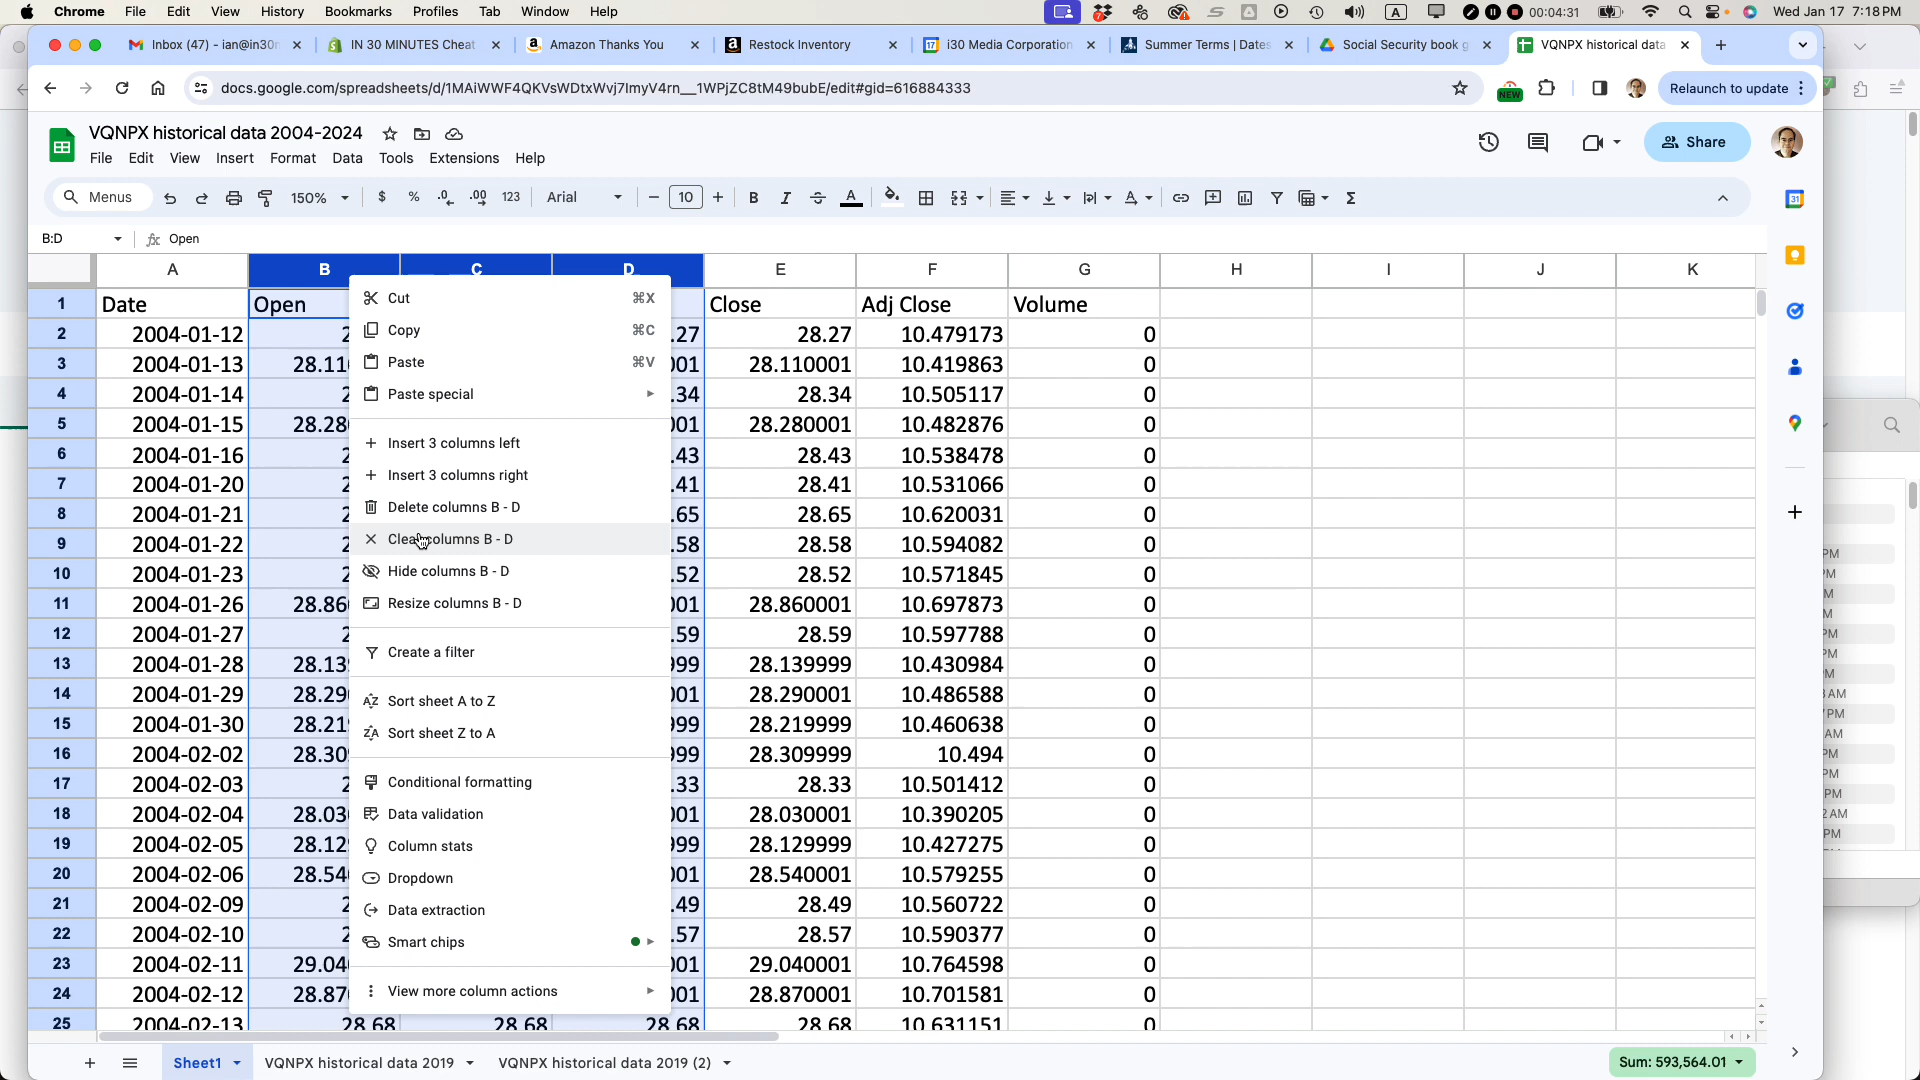 Chrome File Edit View History Bookmarks Profiles Tab Window Help A 00:04:31 Wed Jan 17 7:18 PM
Inbox (47) - ian@in30 IN 30 MINUTES Cheat Amazon Thanks You Restock Inventory i30 Media Corporation Summer Terms | Dates Social Security book g VQNPX historical data
docs.google.com/spreadsheets/d/1MAiWWF4QKVsWDtxWvj7ImyV4rn__1WPjZC8tM49bubE/edit#gid=616884333 NEW Relaunch to update
VQNPX historical data 2004-2024
File Edit View Insert Format Data Tools Extensions Help Share
Menus 150% $ % .0 .00 123 Arial 10 B I A
B:D fx Open
A B C D E F G H I J K
1 Date Open Close Adj Close Volume
2 2004-01-12 2 .27 28.27 10.479173 0
3 2004-01-13 28.11 001 28.110001 10.419863 0
4 2004-01-14 2 .34 28.34 10.505117 0
5 2004-01-15 28.28 001 28.280001 10.482876 0
6 2004-01-16 2 .43 28.43 10.538478 0
7 2004-01-20 2 .41 28.41 10.531066 0
8 2004-01-21 2 .65 28.65 10.620031 0
9 2004-01-22 2 .58 28.58 10.594082 0
10 2004-01-23 2 .52 28.52 10.571845 0
11 2004-01-26 28.86 001 28.860001 10.697873 0
12 2004-01-27 2 .59 28.59 10.597788 0
13 2004-01-28 28.139 999 28.139999 10.430984 0
14 2004-01-29 28.29 001 28.290001 10.486588 0
15 2004-01-30 28.21 999 28.219999 10.460638 0
16 2004-02-02 28.30 999 28.309999 10.494 0
17 2004-02-03 2 .33 28.33 10.501412 0
18 2004-02-04 28.03 001 28.030001 10.390205 0
19 2004-02-05 28.12 999 28.129999 10.427275 0
20 2004-02-06 28.54 001 28.540001 10.579255 0
21 2004-02-09 2 .49 28.49 10.560722 0
22 2004-02-10 2 .57 28.57 10.590377 0
23 2004-02-11 29.04 001 29.040001 10.764598 0
24 2004-02-12 28.87 001 28.870001 10.701581 0
25 2004-02-13 28.68 28.68 28.68 28.68 10.631151 0
Cut ⌘X
Copy ⌘C
Paste ⌘V
Paste special
Insert 3 columns left
Insert 3 columns right
Delete columns B - D
Clear columns B - D
Hide columns B - D
Resize columns B - D
Create a filter
Sort sheet A to Z
Sort sheet Z to A
Conditional formatting
Data validation
Column stats
Dropdown
Data extraction
Smart chips
View more column actions
Sheet1 VQNPX historical data 2019 VQNPX historical data 2019 (2) Sum: 593,564.01